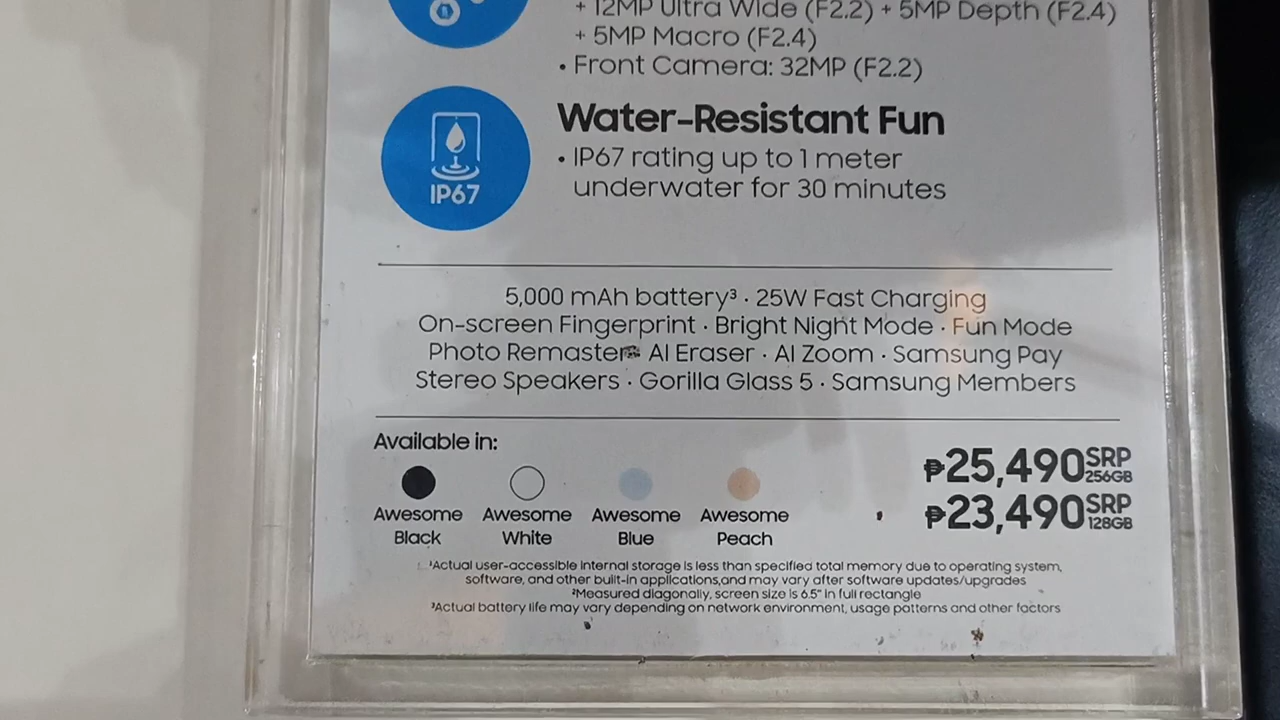 + 12MP Ultra Wide (F2.2) + 5MP Depth (F2.4)
+ 5MP Macro (F2.4)
• Front Camera: 32MP (F2.2)
IP67
Water-Resistant Fun
• IP67 rating up to 1 meter
underwater for 30 minutes
5,000 mAh battery³ · 25W Fast Charging
On-screen Fingerprint · Bright Night Mode · Fun Mode
Photo Remaster · AI Eraser · AI Zoom · Samsung Pay
Stereo Speakers · Gorilla Glass 5 · Samsung Members
Available in:
Awesome Black
Awesome White
Awesome Blue
Awesome Peach
₱25,490 SRP 256GB
₱23,490 SRP 128GB
¹Actual user-accessible internal storage is less than specified total memory due to operating system,
software, and other built-in applications,and may vary after software updates/upgrades
²Measured diagonally, screen size is 6.5" in full rectangle
³Actual battery life may vary depending on network environment, usage patterns and other factors